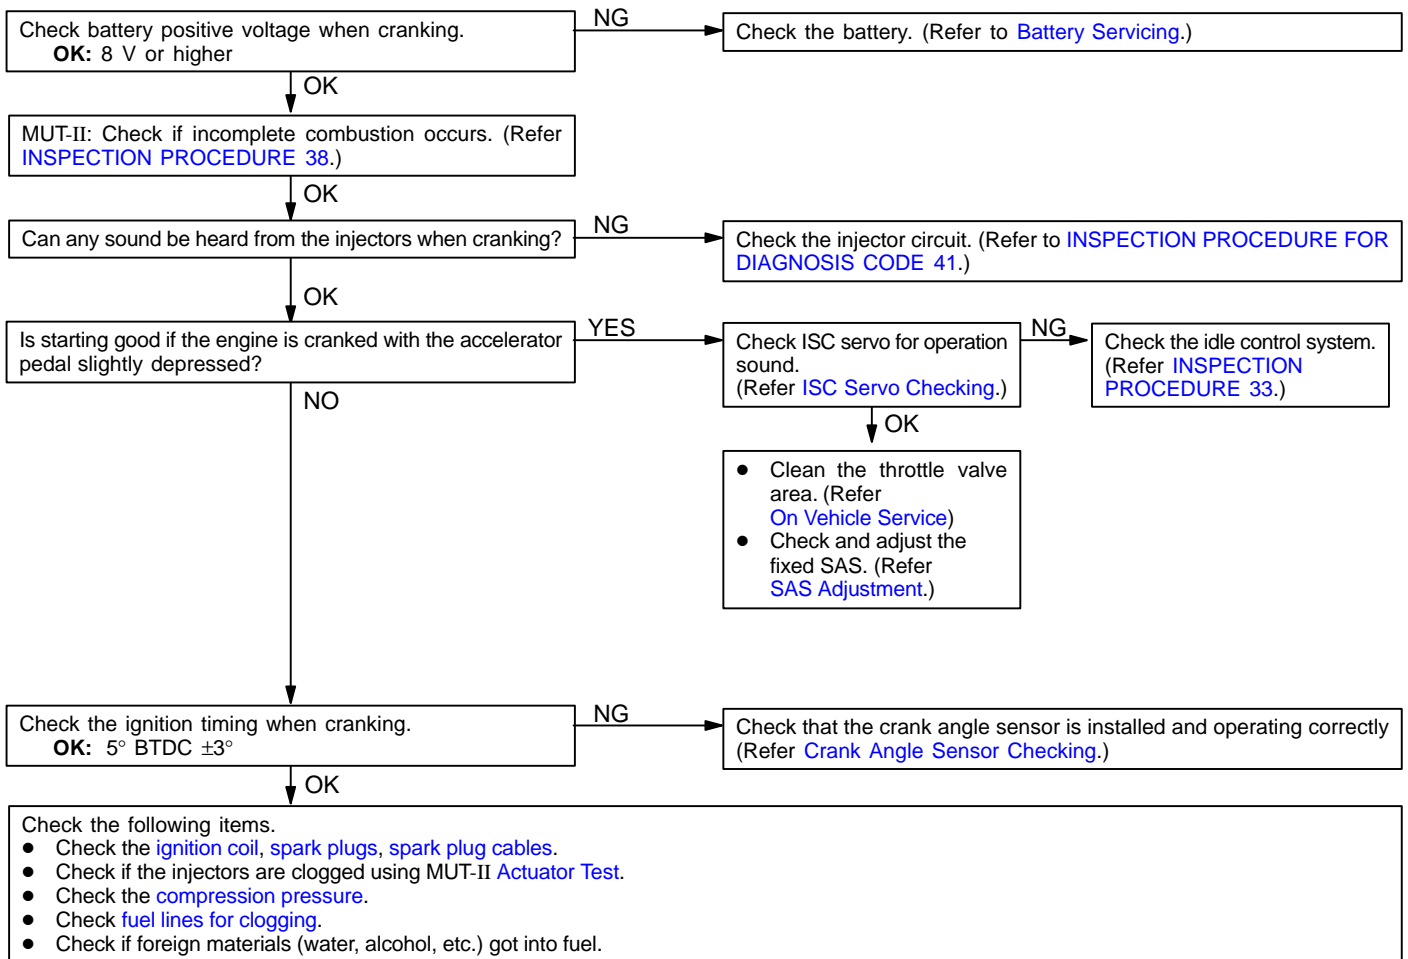 Check battery positive voltage when cranking.
OK: 8 V or higher
NG
Check the battery. (Refer to Battery Servicing.)
OK
MUT-II: Check if incomplete combustion occurs. (Refer
INSPECTION PROCEDURE 38.)
OK
Can any sound be heard from the injectors when cranking?
NG
Check the injector circuit. (Refer to INSPECTION PROCEDURE FOR
DIAGNOSIS CODE 41.)
OK
Is starting good if the engine is cranked with the accelerator
pedal slightly depressed?
YES
Check ISC servo for operation
sound.
(Refer ISC Servo Checking.)
NG
Check the idle control system.
(Refer INSPECTION
PROCEDURE 33.)
NO
OK
● Clean the throttle valve
area. (Refer
On Vehicle Service)
● Check and adjust the
fixed SAS. (Refer
SAS Adjustment.)
Check the ignition timing when cranking.
OK: 5° BTDC ±3°
NG
Check that the crank angle sensor is installed and operating correctly
(Refer Crank Angle Sensor Checking.)
OK
Check the following items.
● Check the ignition coil, spark plugs, spark plug cables.
● Check if the injectors are clogged using MUT-II Actuator Test.
● Check the compression pressure.
● Check fuel lines for clogging.
● Check if foreign materials (water, alcohol, etc.) got into fuel.